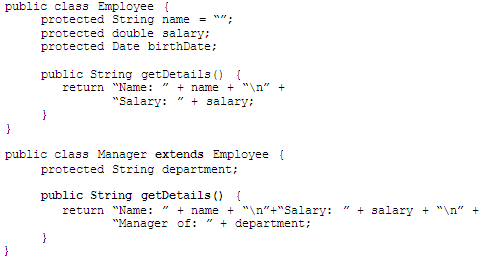 public class Employee {
protected String name = “”;
protected double salary;
protected Date birthDate;
public String getDetails() {
return “Name: ” + name + “\n” +
“Salary: ” + salary;
}
}
public class Manager extends Employee {
protected String department;
public String getDetails() {
return “Name: ” + name + “\n”+“Salary: ” + salary + “\n” +
“Manager of: ” + department;
}
}